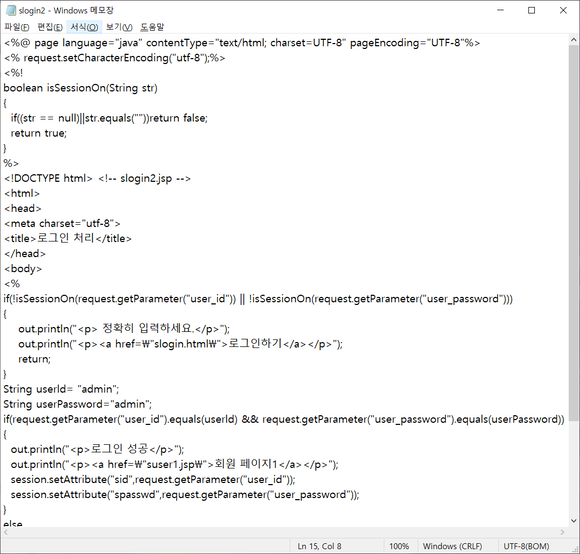 slogin2 - Windows 메모장
파일(F) 편집(E) 서식(O) 보기(V) 도움말
<%@ page language="java" contentType="text/html; charset=UTF-8" pageEncoding="UTF-8"%>
<% request.setCharacterEncoding("utf-8");%>
<%!
boolean isSessionOn(String str)
{
if((str == null)||str.equals(""))return false;
return true;
}
%>
<!DOCTYPE html> <!-- slogin2.jsp -->
<html>
<head>
<meta charset="utf-8">
<title>로그인 처리</title>
</head>
<body>
<%
if(!isSessionOn(request.getParameter("user_id")) || !isSessionOn(request.getParameter("user_password")))
{
out.println("<p> 정확히 입력하세요.</p>");
out.println("<p><a href=₩"slogin.html₩">로그인하기</a></p>");
return;
}
String userId= "admin";
String userPassword="admin";
if(request.getParameter("user_id").equals(userId) && request.getParameter("user_password").equals(userPassword))
{
out.println("<p>로그인 성공</p>");
out.println("<p><a href=₩"suser1.jsp₩">회원 페이지1</a></p>");
session.setAttribute("sid",request.getParameter("user_id"));
session.setAttribute("spasswd",request.getParameter("user_password"));
}
else
Ln 15, Col 8 100% Windows (CRLF) UTF-8(BOM)